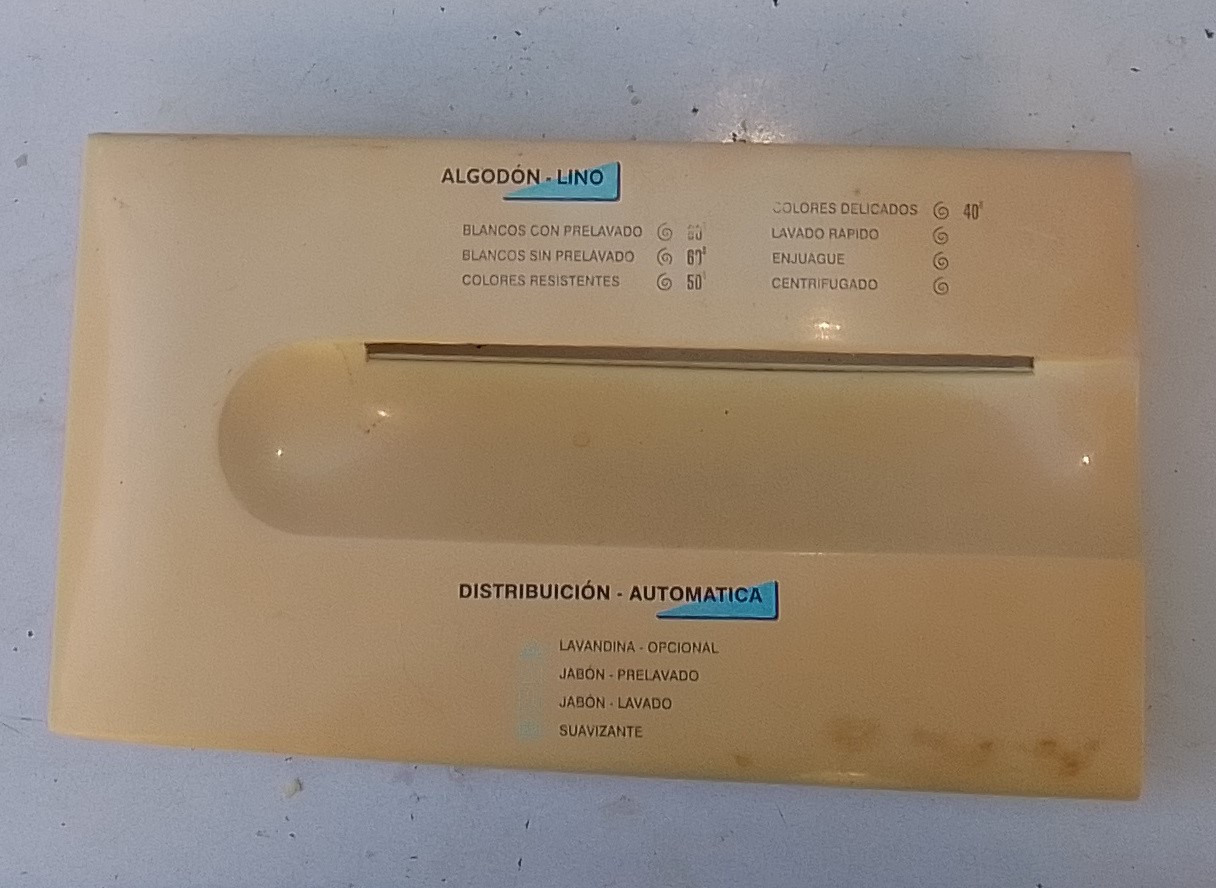 ALGODÓN - LINO
BLANCOS CON PRELAVADO
BLANCOS SIN PRELAVADO 60°
COLORES RESISTENTES 50°
COLORES DELICADOS 40°
LAVADO RAPIDO
ENJUAGUE
CENTRIFUGADO
DISTRIBUICIÓN - AUTOMATICA
LAVANDINA - OPCIONAL
JABÓN - PRELAVADO
JABÓN - LAVADO
SUAVIZANTE